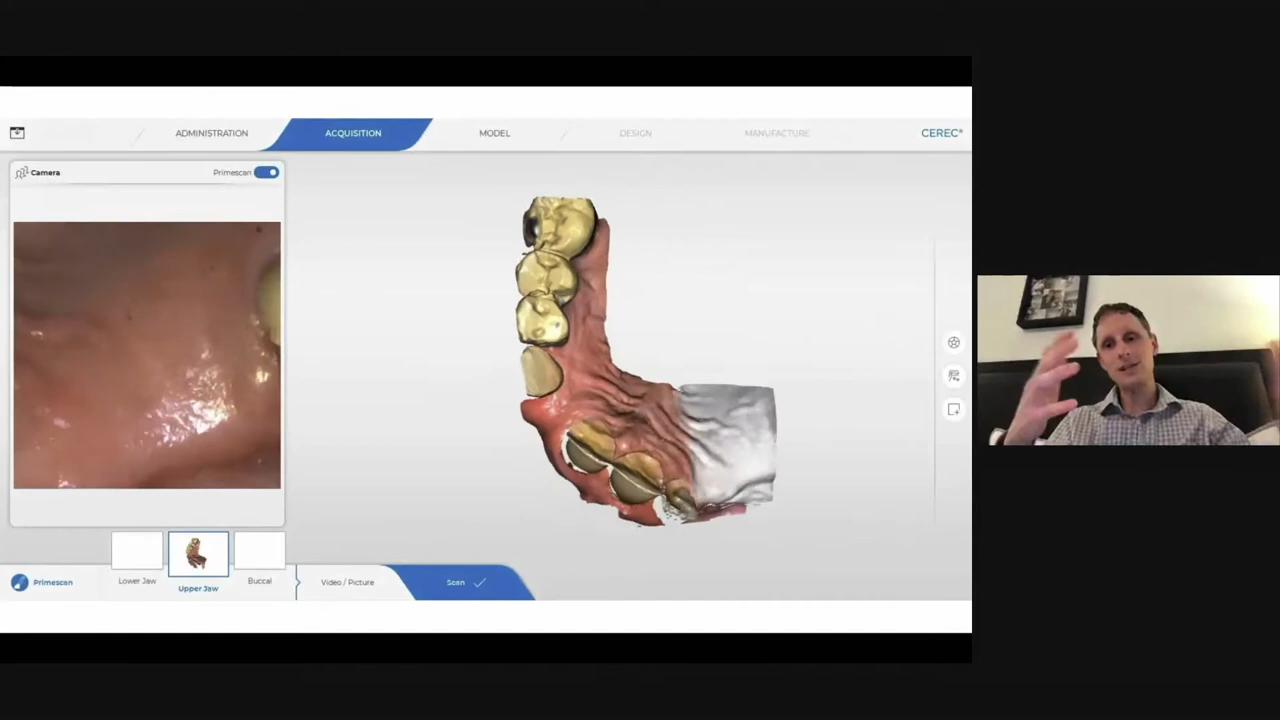 ADMINISTRATION
ACQUISITION
MODEL
DESIGN
MANUFACTURE
CEREC®
Camera
Primescan
Primescan
Lower Jaw
Upper Jaw
Buccal
Video / Picture
Scan